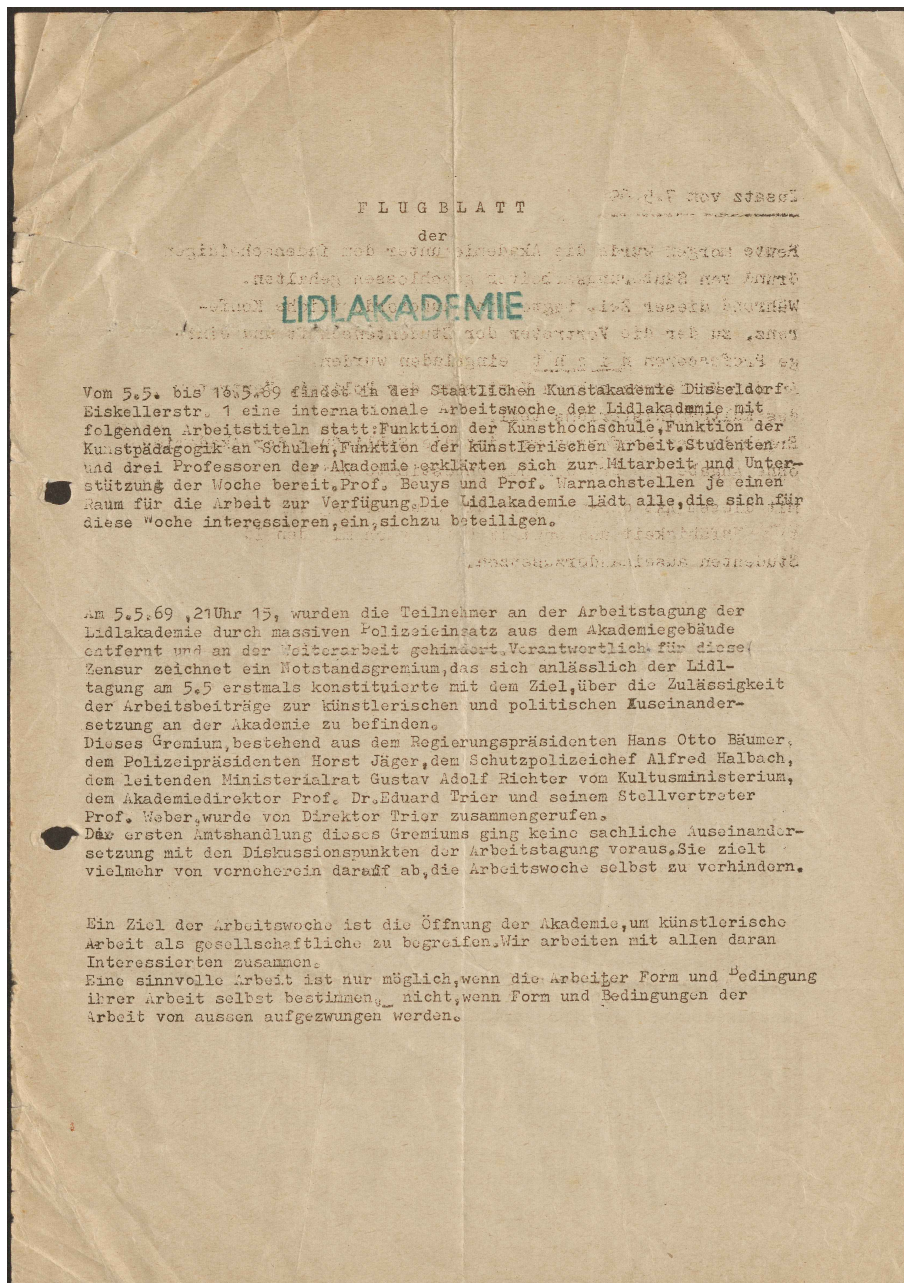 F L U G B L A T T
der
LIDLAKADEMIE
Vom 5.5. bis 10.5.69 findet in der Staatlichen Kunstakademie Düsseldorf
Eiskellerstr. 1 eine internationale Arbeitswoche der Lidlakademie mit
folgenden Arbeitstiteln statt:Funktion der Kunsthochschule,Funktion der
Kunstpädagogik an Schulen,Funktion der künstlerischen Arbeit.Studenten
und drei Professoren der Akademie erklärten sich zur Mitarbeit und Unter-
stützung der Woche bereit.Prof. Beuys und Prof. Warnachstellen je einen
Raum für die Arbeit zur Verfügung.Die Lidlakademie lädt alle,die sich für
diese Woche interessieren,ein,sichzu beteiligen.
Am 5.5.69 ,21Uhr 15, wurden die Teilnehmer an der Arbeitstagung der
Lidlakademie durch massiven Polizeieinsatz aus dem Akademiegebäude
entfernt und an der Weiterarbeit gehindert.Verantwortlich für diese
Zensur zeichnet ein Notstandsgremium,das sich anlässlich der Lidl-
tagung am 5.5 erstmals konstituierte mit dem Ziel,über die Zulässigkeit
der Arbeitsbeiträge zur künstlerischen und politischen Auseinander-
setzung an der Akademie zu befinden.
Dieses Gremium,bestehend aus dem Regierungspräsidenten Hans Otto Bäumer,
dem Polizeipräsidenten Horst Jäger,dem Schutzpolizeichef Alfred Halbach,
dem leitenden Ministerialrat Gustav Adolf Richter vom Kultusministerium,
dem Akademiedirektor Prof. Dr.Eduard Trier und seinem Stellvertreter
Prof. Weber,wurde von Direktor Trier zusammengerufen.
Der ersten Amtshandlung dieses Gremiums ging keine sachliche Auseinander-
setzung mit den Diskussionspunkten der Arbeitstagung voraus.Sie zielt
vielmehr von verneherein darauf ab,die Arbeitswoche selbst zu verhindern.
Ein Ziel der Arbeitswoche ist die Öffnung der Akademie,um künstlerische
Arbeit als gesellschaftliche zu begreifen.Wir arbeiten mit allen daran
Interessierten zusammen.
Eine sinnvolle Arbeit ist nur möglich,wenn die Arbeiter Form und Bedingung
ihrer Arbeit selbst bestimmen, nicht,wenn Form und Bedingungen der
Arbeit von aussen aufgezwungen werden.